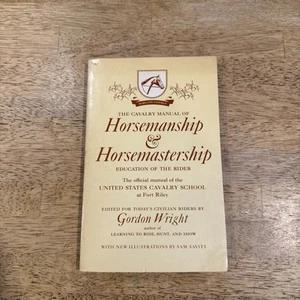 THE CAVALRY MANUAL OF
Horsemanship
&
Horsemastership
EDUCATION OF THE RIDER
The official manual of the
UNITED STATES CAVALRY SCHOOL
at Fort Riley
EDITED FOR TODAY'S CIVILIAN RIDERS BY
Gordon Wright
author of
LEARNING TO RIDE, HUNT, AND SHOW
WITH NEW ILLUSTRATIONS BY SAM SAVITT